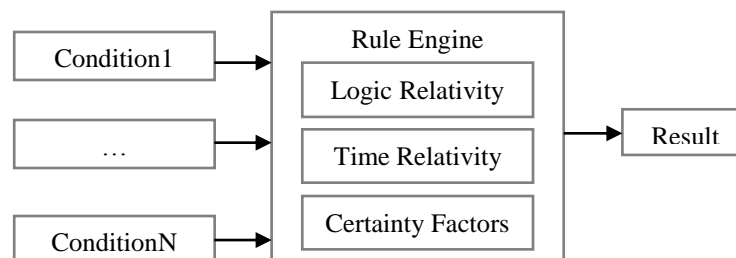 Condition1
…
ConditionN
Rule Engine
Logic Relativity
Time Relativity
Certainty Factors
Result